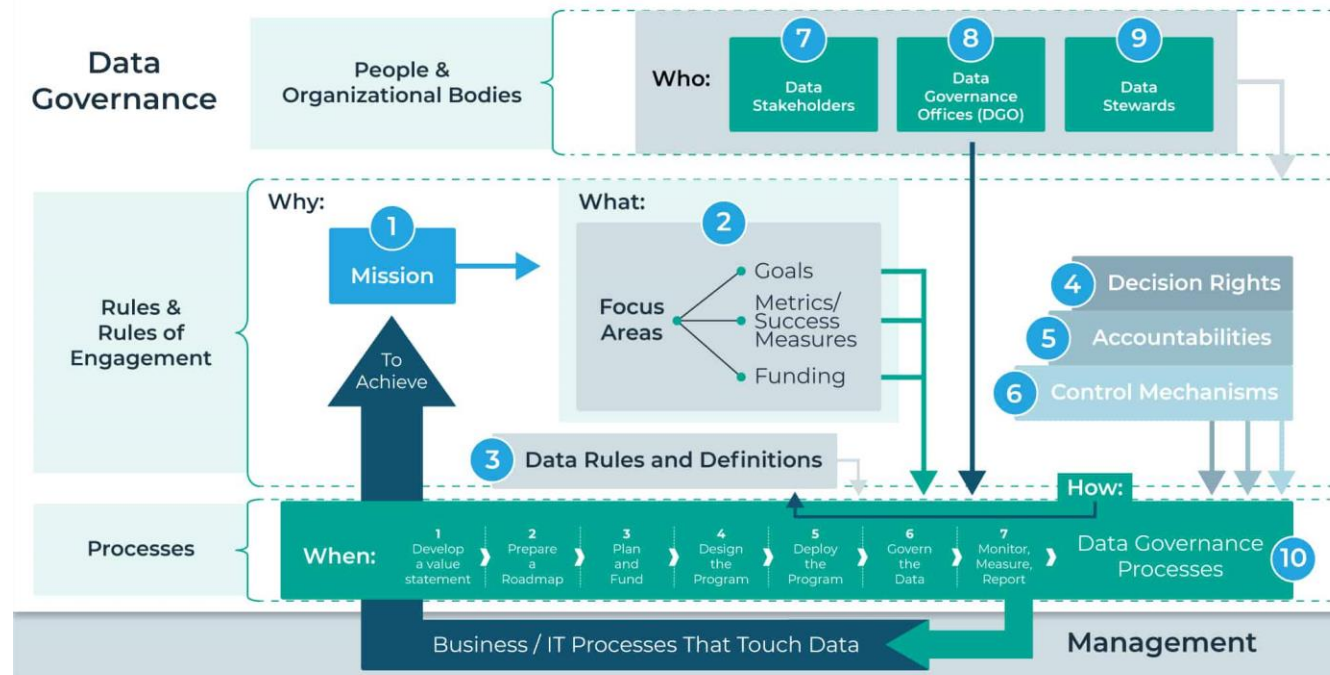 Data
Governance
People &
Organizational Bodies
Who:
7
Data
Stakeholders
8
Data
Governance
Offices (DGO)
9
Data
Stewards
Rules &
Rules of
Engagement
Why:
1
Mission
To
Achieve
What:
2
Focus
Areas
Goals
Metrics/
Success
Measures
Funding
3
Data Rules and Definitions
4
Decision Rights
5
Accountabilities
6
Control Mechanisms
Processes
When:
1
Develop
a value
statement
2
Prepare
a
Roadmap
3
Plan
and
Fund
4
Design
the
Program
5
Deploy
the
Program
6
Govern
the
Data
7
Monitor,
Measure,
Report
How:
Data Governance
Processes
10
Business / IT Processes That Touch Data
Management